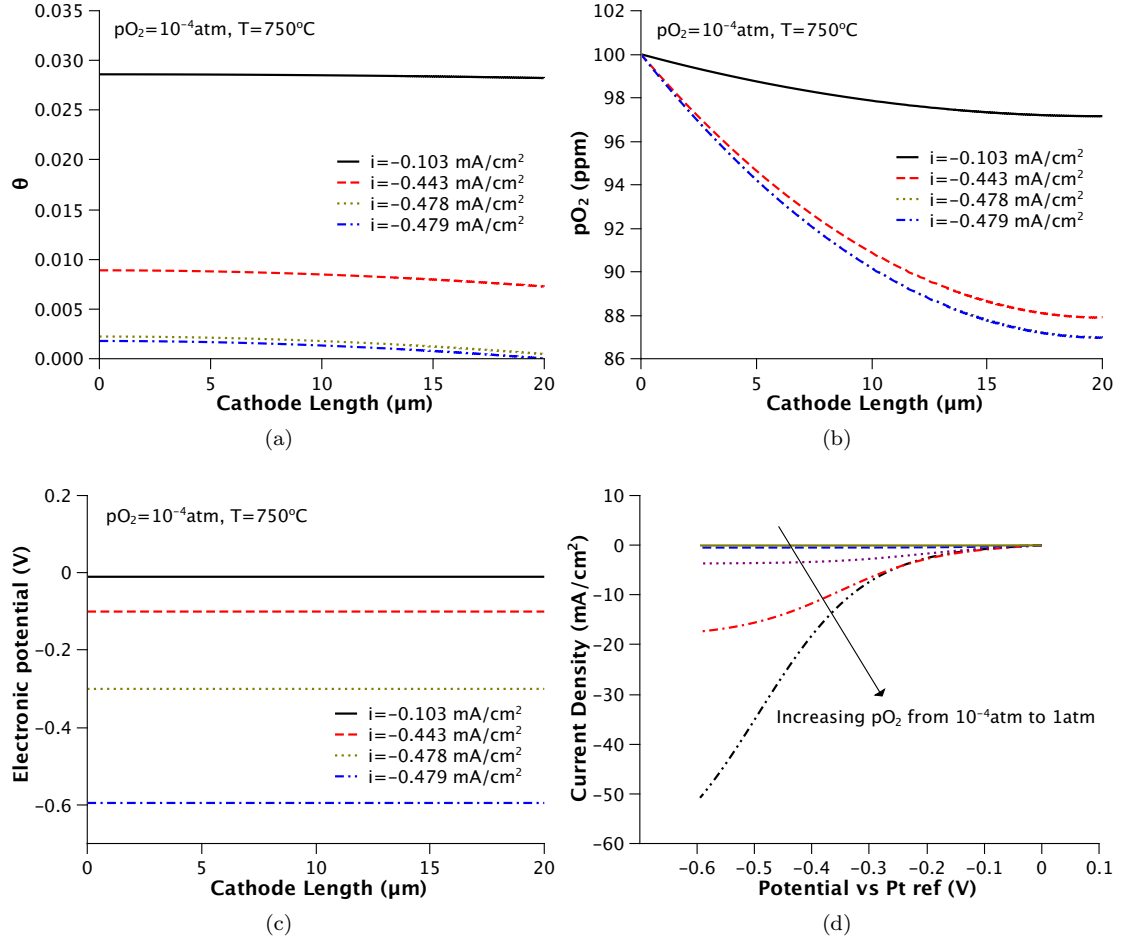 pO₂=10⁻⁴atm, T=750ºC
θ
0.035
0.030
0.025
0.020
0.015
0.010
0.005
0.000
i=−0.103 mA/cm²
i=−0.443 mA/cm²
i=−0.478 mA/cm²
i=−0.479 mA/cm²
0 5 10 15 20
Cathode Length (μm)
(a)
pO₂=10⁻⁴atm, T=750ºC
pO₂ (ppm)
102
100
98
96
94
92
90
88
86
i=−0.103 mA/cm²
i=−0.443 mA/cm²
i=−0.478 mA/cm²
i=−0.479 mA/cm²
0 5 10 15 20
Cathode Length (μm)
(b)
pO₂=10⁻⁴atm, T=750ºC
Electronic potential (V)
0.2
0
−0.2
−0.4
−0.6
i=−0.103 mA/cm²
i=−0.443 mA/cm²
i=−0.478 mA/cm²
i=−0.479 mA/cm²
0 5 10 15 20
Cathode Length (μm)
(c)
Current Density (mA/cm²)
10
0
−10
−20
−30
−40
−50
−60
Increasing pO₂ from 10⁻⁴atm to 1atm
−0.6 −0.5 −0.4 −0.3 −0.2 −0.1 0 0.1
Potential vs Pt ref (V)
(d)